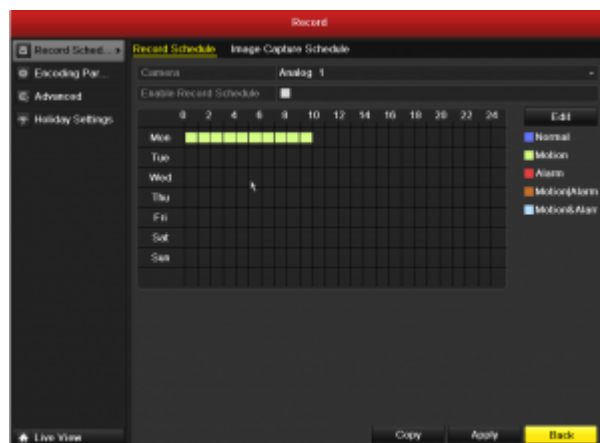 Record
Record Sched...
Encoding Par...
Advanced
Holiday Settings
Live View
Record Schedule Image Capture Schedule
Camera Analog 1
Enable Record Schedule
0 2 4 6 8 10 12 14 16 18 20 22 24
Mon
Tue
Wed
Thu
Fri
Sat
Sun
Edit
Normal
Motion
Alarm
Motion|Alarm
Motion&Alarr
Copy Apply Back